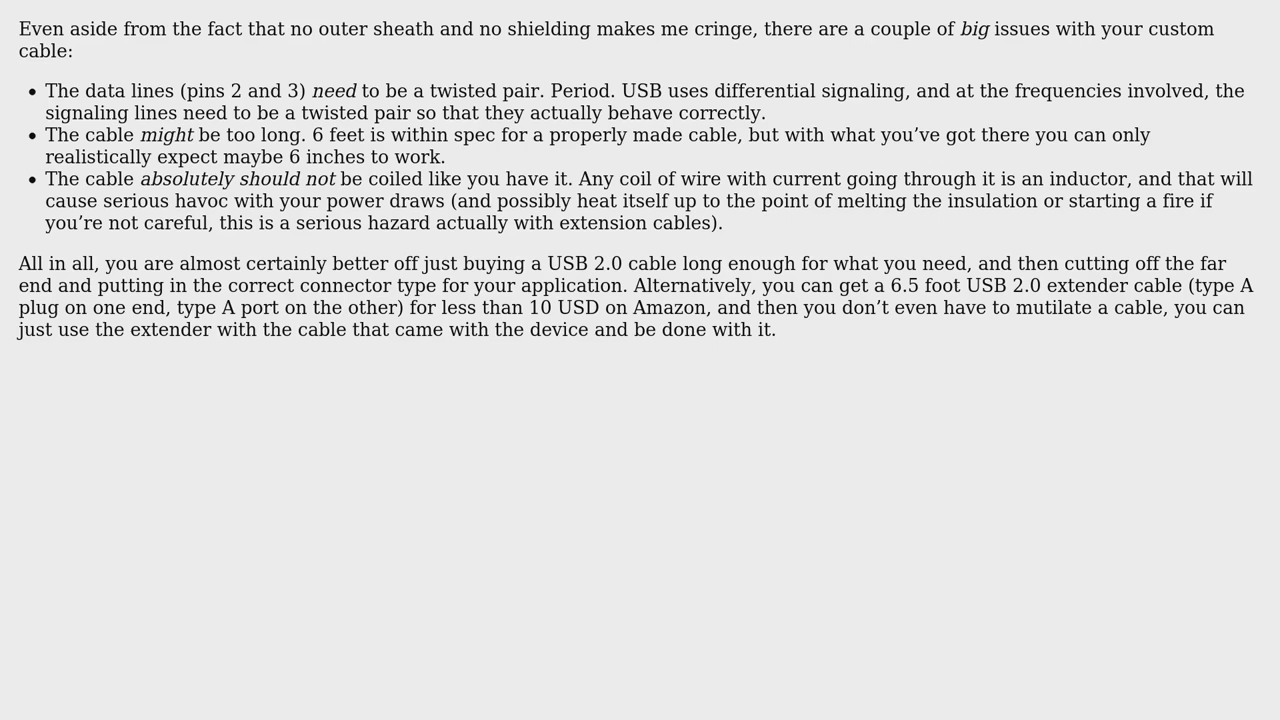 Even aside from the fact that no outer sheath and no shielding makes me cringe, there are a couple of big issues with your custom
cable:
• The data lines (pins 2 and 3) need to be a twisted pair. Period. USB uses differential signaling, and at the frequencies involved, the
signaling lines need to be a twisted pair so that they actually behave correctly.
• The cable might be too long. 6 feet is within spec for a properly made cable, but with what you’ve got there you can only
realistically expect maybe 6 inches to work.
• The cable absolutely should not be coiled like you have it. Any coil of wire with current going through it is an inductor, and that will
cause serious havoc with your power draws (and possibly heat itself up to the point of melting the insulation or starting a fire if
you’re not careful, this is a serious hazard actually with extension cables).
All in all, you are almost certainly better off just buying a USB 2.0 cable long enough for what you need, and then cutting off the far
end and putting in the correct connector type for your application. Alternatively, you can get a 6.5 foot USB 2.0 extender cable (type A
plug on one end, type A port on the other) for less than 10 USD on Amazon, and then you don’t even have to mutilate a cable, you can
just use the extender with the cable that came with the device and be done with it.